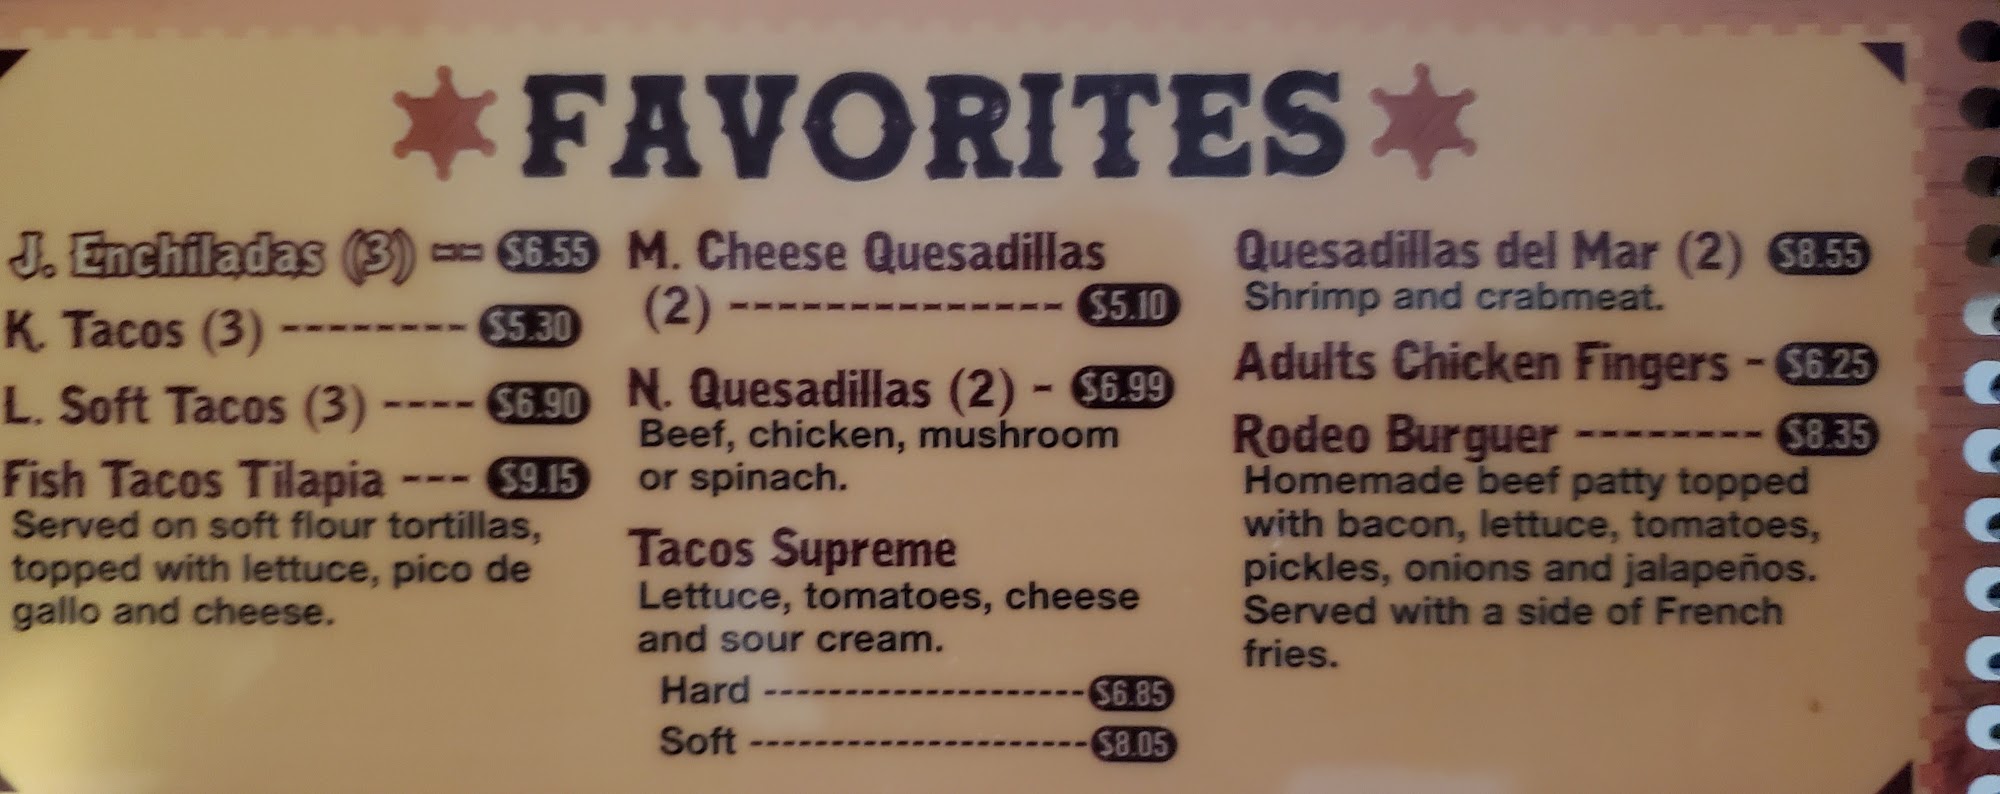 FAVORITES
J. Enchiladas (3) -- $6.55
K. Tacos (3) -------- $5.30
L. Soft Tacos (3) ---- $6.90
Fish Tacos Tilapia --- $9.15
Served on soft flour tortillas,
topped with lettuce, pico de
gallo and cheese.
M. Cheese Quesadillas
(2) --------------- $5.10
N. Quesadillas (2) - $6.99
Beef, chicken, mushroom
or spinach.
Tacos Supreme
Lettuce, tomatoes, cheese
and sour cream.
Hard -------------------- $6.85
Soft --------------------- $8.05
Quesadillas del Mar (2) $8.55
Shrimp and crabmeat.
Adults Chicken Fingers - $6.25
Rodeo Burguer -------- $8.35
Homemade beef patty topped
with bacon, lettuce, tomatoes,
pickles, onions and jalapeños.
Served with a side of French
fries.